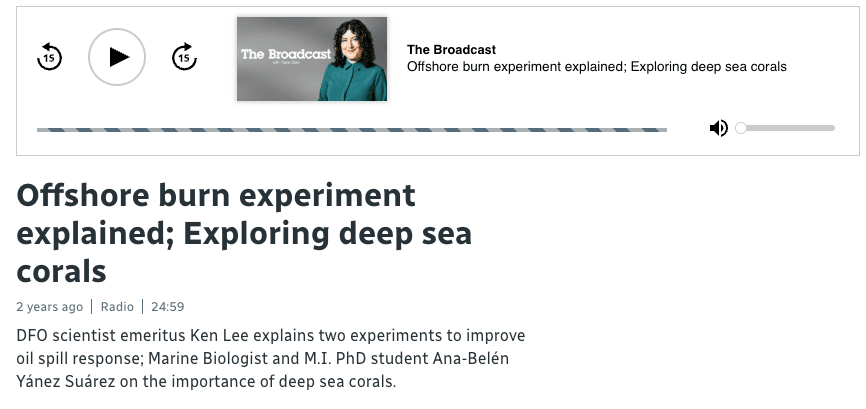 15
15
The Broadcast
The Broadcast
Offshore burn experiment explained; Exploring deep sea corals
Offshore burn experiment
explained; Exploring deep sea
corals
2 years ago | Radio | 24:59
DFO scientist emeritus Ken Lee explains two experiments to improve
oil spill response; Marine Biologist and M.I. PhD student Ana-Belén
Yánez Suárez on the importance of deep sea corals.